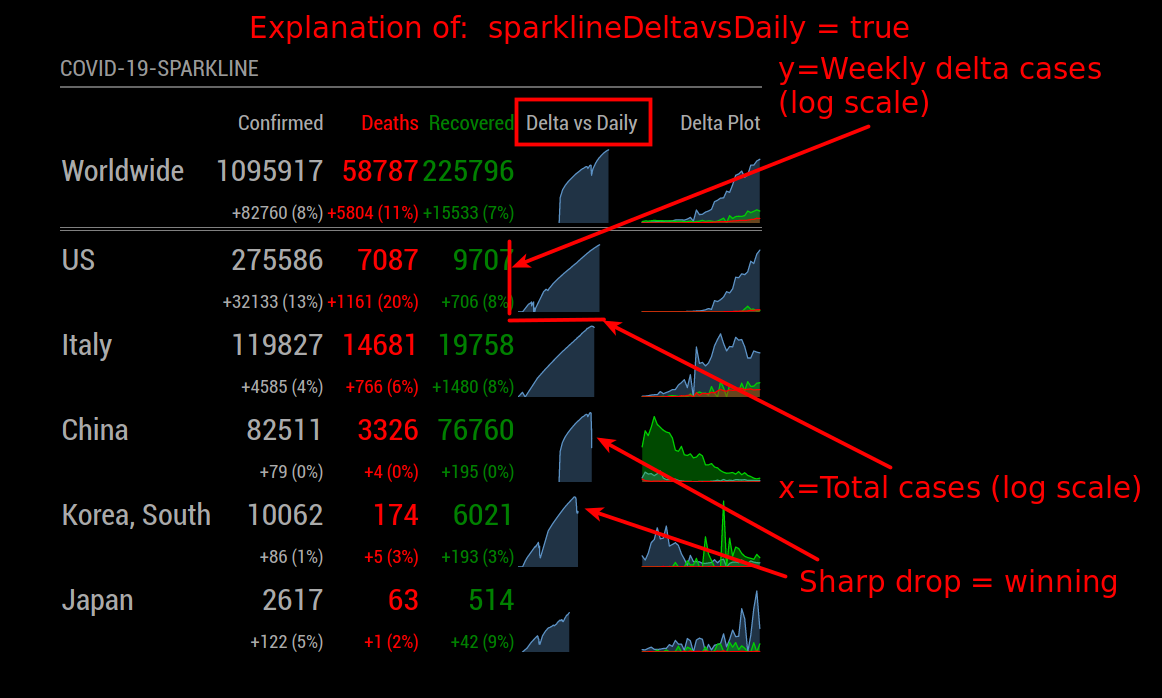 Explanation of:  sparklineDeltavsDaily = true
COVID-19-SPARKLINE
y=Weekly delta cases
(log scale)
Confirmed Deaths Recovered Delta vs Daily Delta Plot
Worldwide 1095917 58787 225796
+82760 (8%) +5804 (11%) +15533 (7%)
US 275586 7087 9707
+32133 (13%) +1161 (20%) +706 (8%)
Italy 119827 14681 19758
+4585 (4%) +766 (6%) +1480 (8%)
China 82511 3326 76760
+79 (0%) +4 (0%) +195 (0%)
x=Total cases (log scale)
Korea, South 10062 174 6021
+86 (1%) +5 (3%) +193 (3%)
Sharp drop = winning
Japan 2617 63 514
+122 (5%) +1 (2%) +42 (9%)